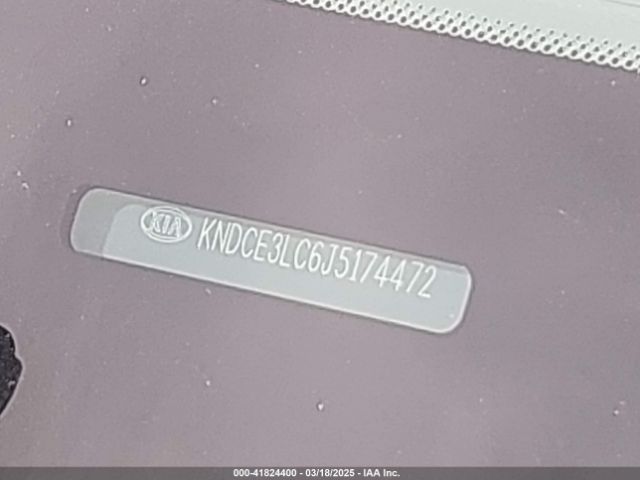 KIA KNDCE3LC6J5174472
000-41824400 - 03/18/2025 - IAA Inc.